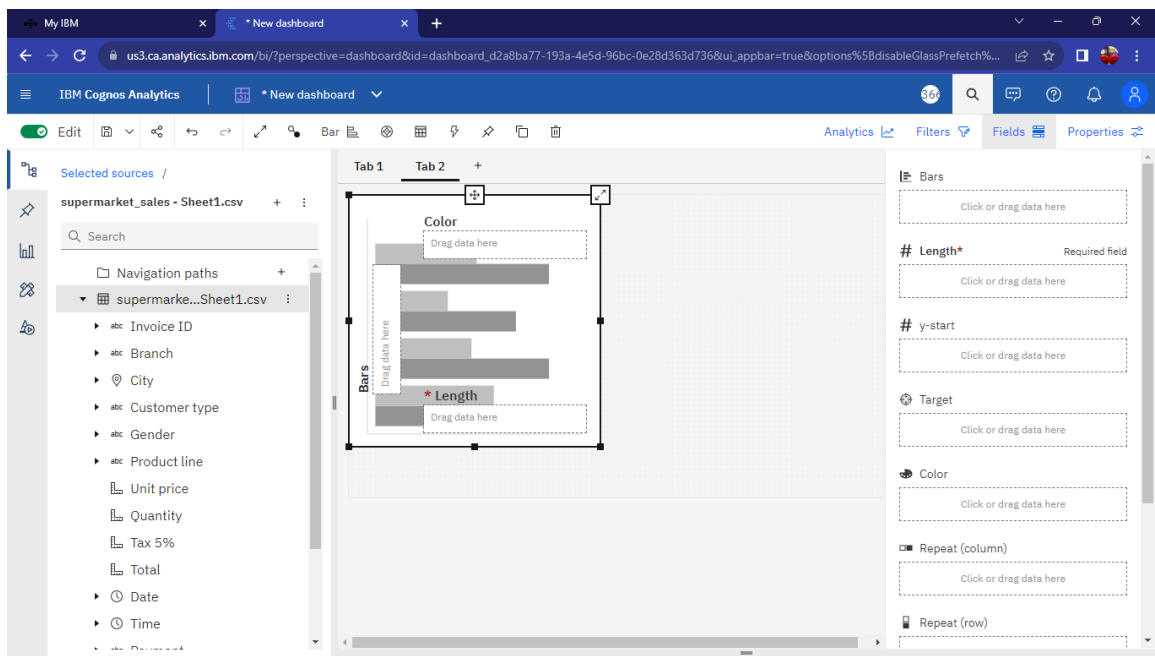 My IBM
* New dashboard
us3.ca.analytics.ibm.com/bi/?perspective=dashboard&id=dashboard_d2a8ba77-193a-4e5d-96bc-0e28d363d736&ui_appbar=true&options%5BdisableGlassPrefetch%...
IBM Cognos Analytics
* New dashboard
Edit
Bar
Analytics
Filters
Fields
Properties
Selected sources /
supermarket_sales - Sheet1.csv
Search
Navigation paths
supermarke...Sheet1.csv
abc Invoice ID
abc Branch
City
abc Customer type
abc Gender
abc Product line
Unit price
Quantity
Tax 5%
Total
Date
Time
Tab 1
Tab 2
Color
Drag data here
Bars
Drag data here
* Length
Drag data here
Bars
Click or drag data here
# Length*
Required field
Click or drag data here
# y-start
Click or drag data here
Target
Click or drag data here
Color
Click or drag data here
Repeat (column)
Click or drag data here
Repeat (row)